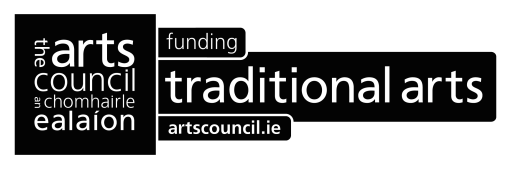 the arts
council
an chomhairle
ealaíon
funding
traditional arts
artscouncil.ie